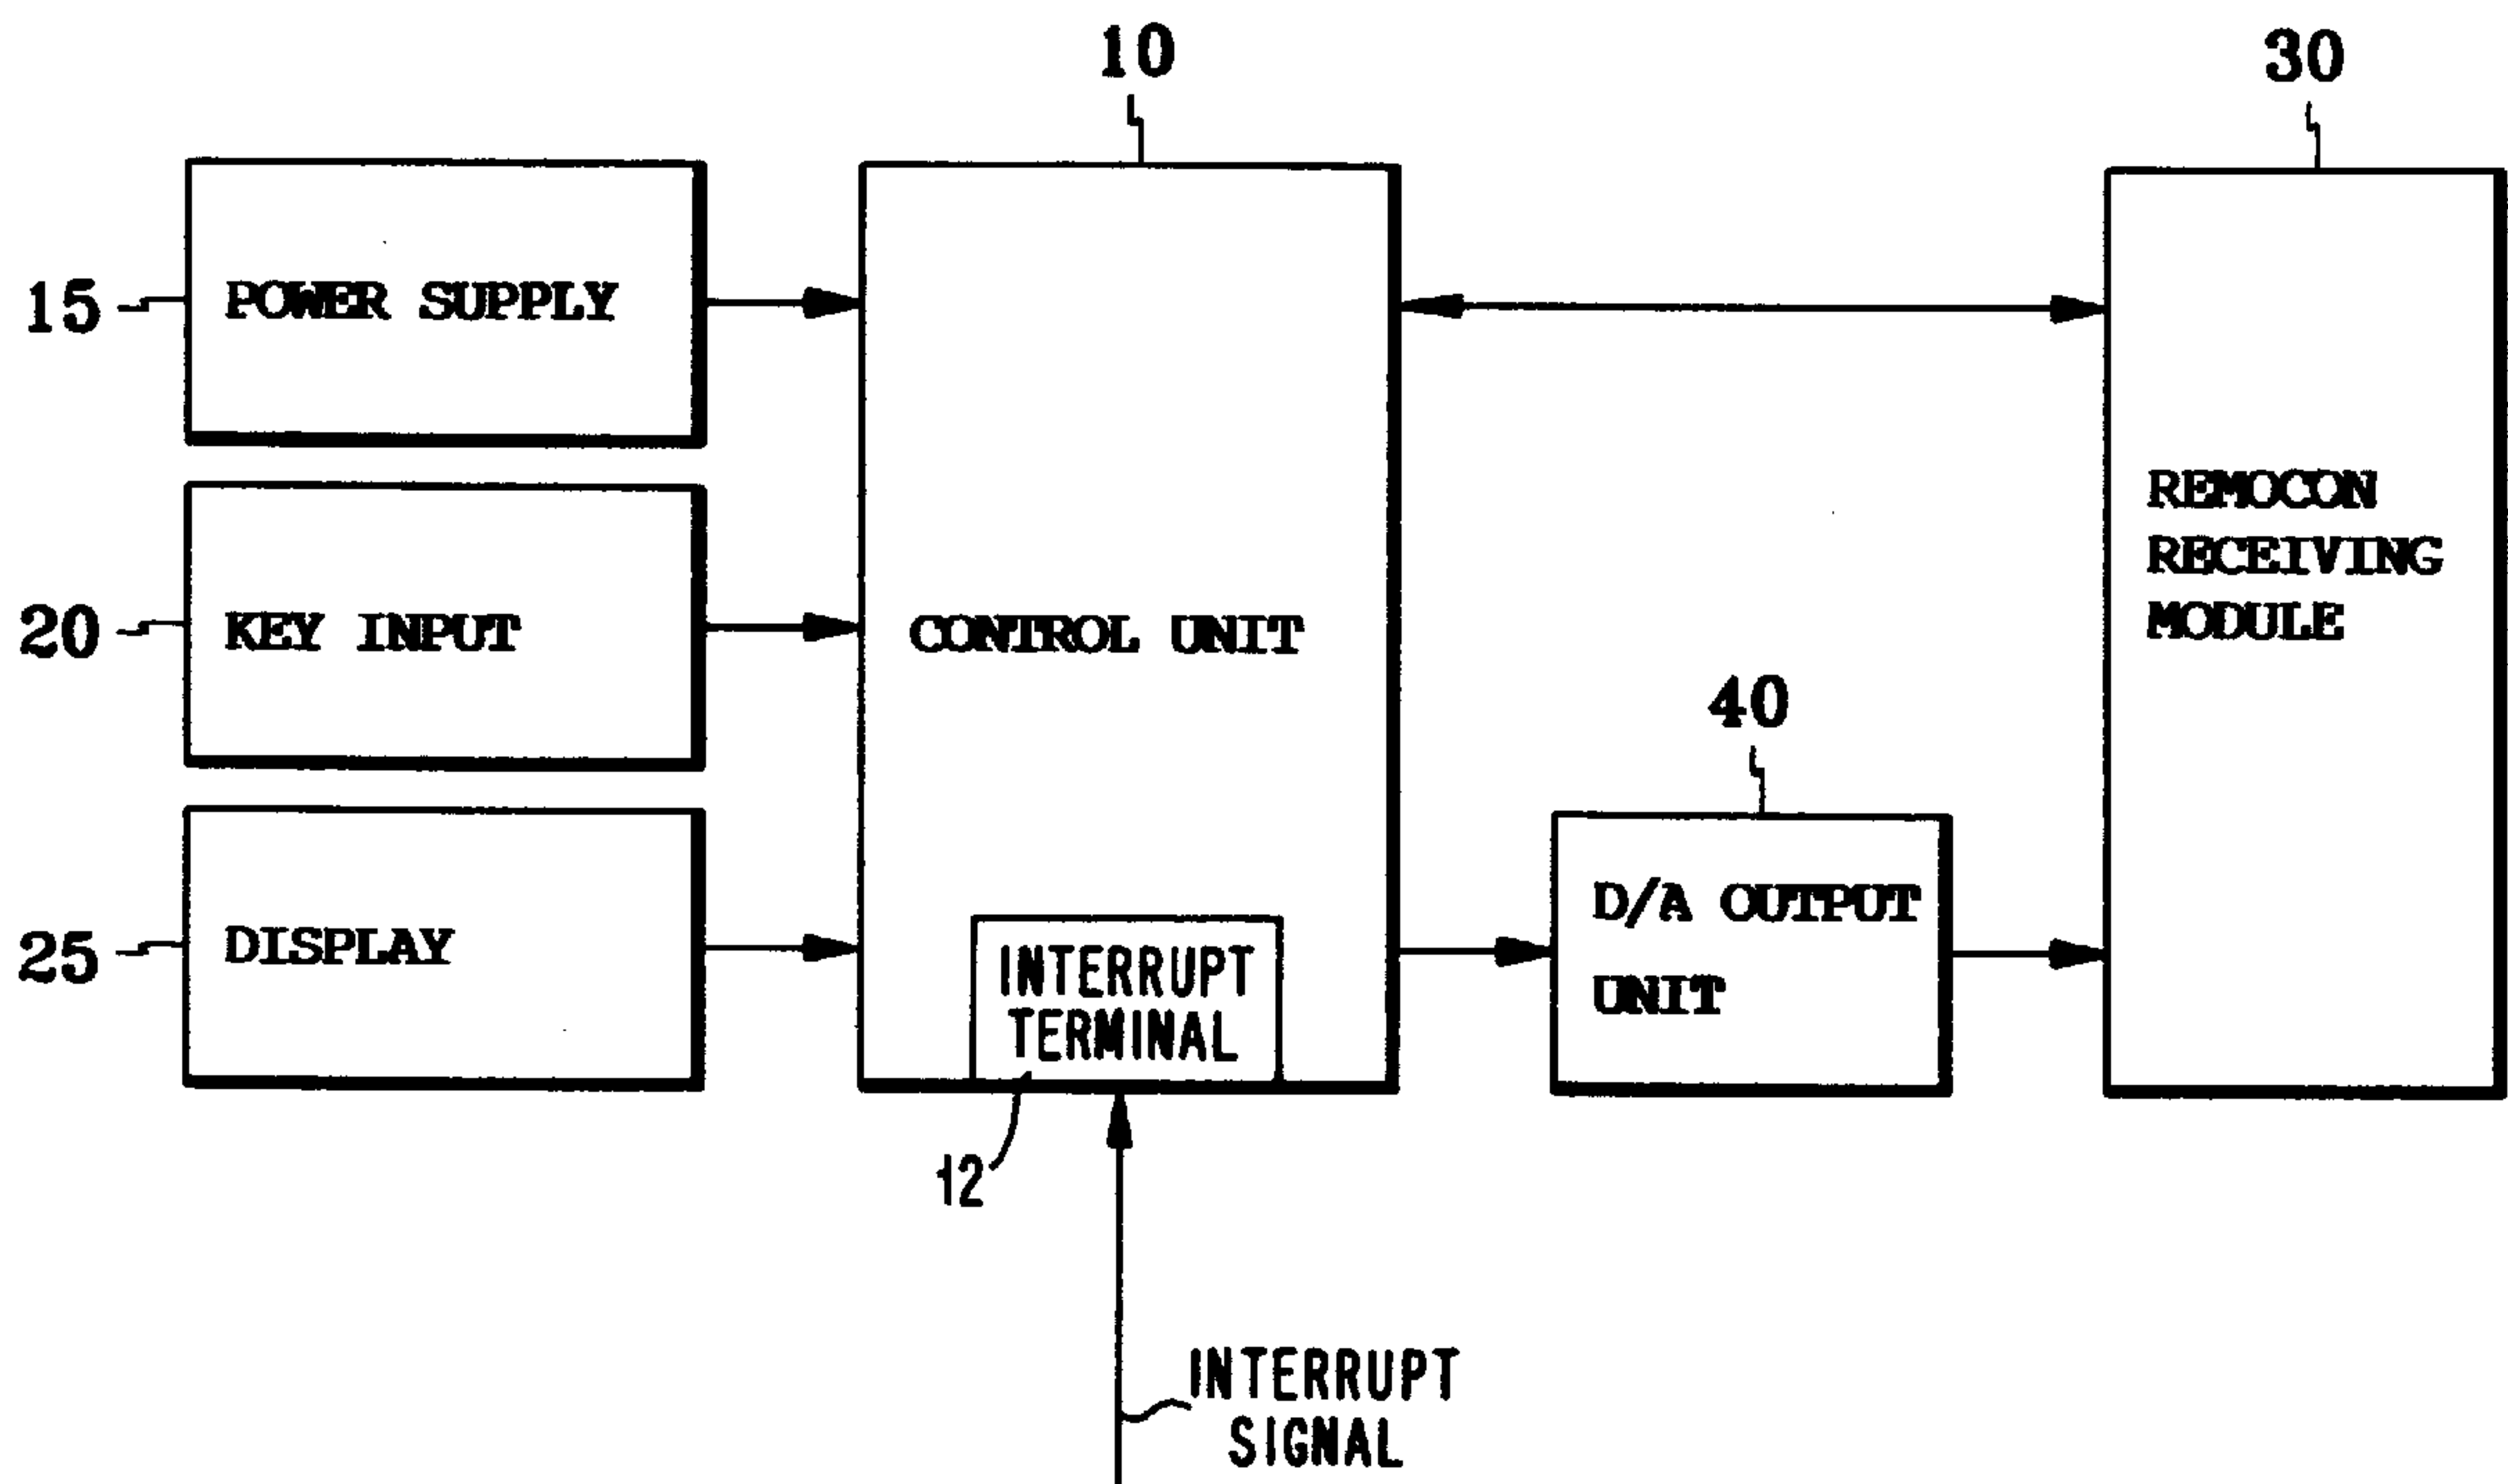 10
30
15
POWER SUPPLY
20
KEY INPUT
CONTROL UNIT
REMOCON
RECEIVING
MODULE
40
25
DISPLAY
INTERRUPT
TERMINAL
D/A OUTPUT
UNIT
12
INTERRUPT
SIGNAL